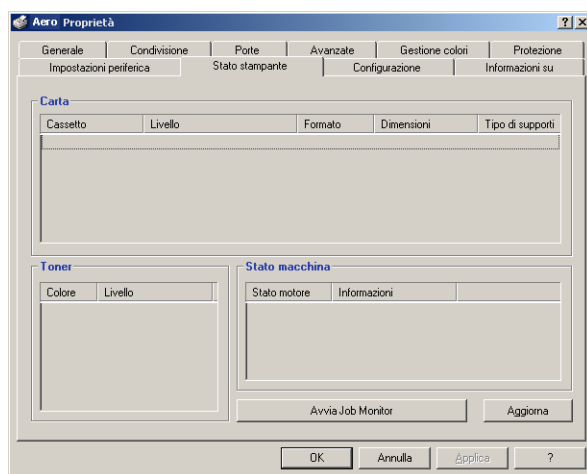 Aero Proprietà
Generale Condivisione Porte Avanzate Gestione colori Protezione
Impostazioni periferica Stato stampante Configurazione Informazioni su
Carta
Cassetto Livello Formato Dimensioni Tipo di supporti
Toner
Colore Livello
Stato macchina
Stato motore Informazioni
Avvia Job Monitor Aggiorna
OK Annulla Applica ?